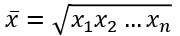 x̄ = √x₁x₂ … xₙ